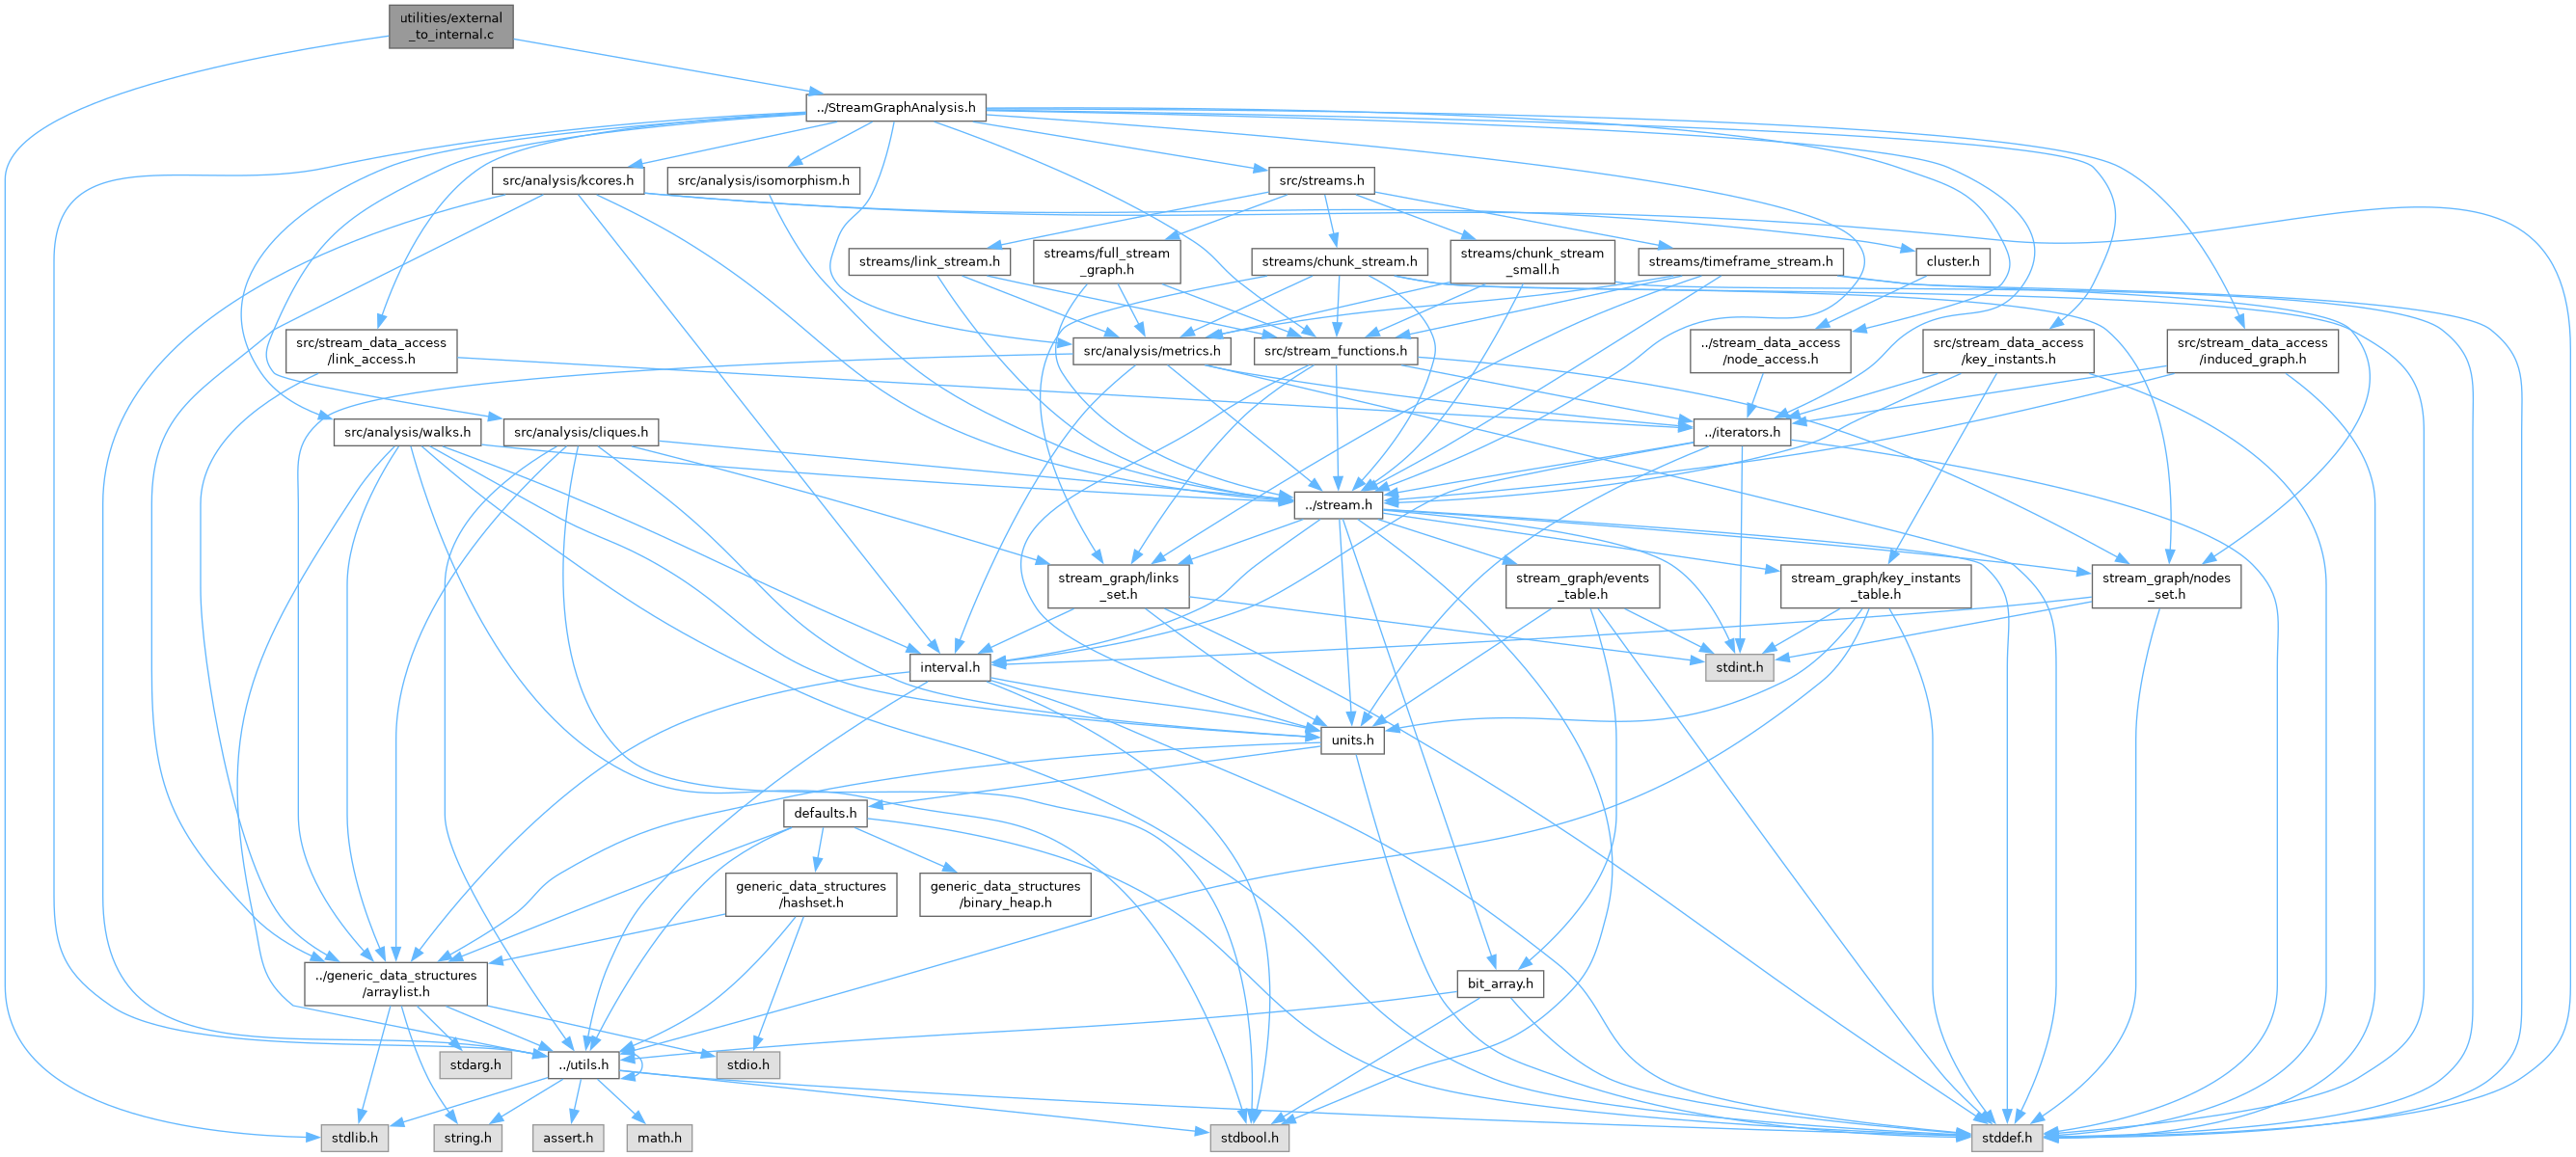 utilities/external
_to_internal.c
../StreamGraphAnalysis.h
src/analysis/kcores.h
src/analysis/isomorphism.h
src/streams.h
streams/link_stream.h
streams/full_stream
_graph.h
streams/chunk_stream.h
streams/chunk_stream
_small.h
streams/timeframe_stream.h
cluster.h
src/stream_data_access
/link_access.h
src/analysis/metrics.h
src/stream_functions.h
../stream_data_access
/node_access.h
src/stream_data_access
/key_instants.h
src/stream_data_access
/induced_graph.h
src/analysis/walks.h
src/analysis/cliques.h
../iterators.h
../stream.h
stream_graph/links
_set.h
stream_graph/events
_table.h
stream_graph/key_instants
_table.h
stream_graph/nodes
_set.h
interval.h
stdint.h
units.h
defaults.h
generic_data_structures
/hashset.h
generic_data_structures
/binary_heap.h
../generic_data_structures
/arraylist.h
bit_array.h
stdarg.h
../utils.h
stdio.h
stdlib.h
string.h
assert.h
math.h
stdbool.h
stddef.h